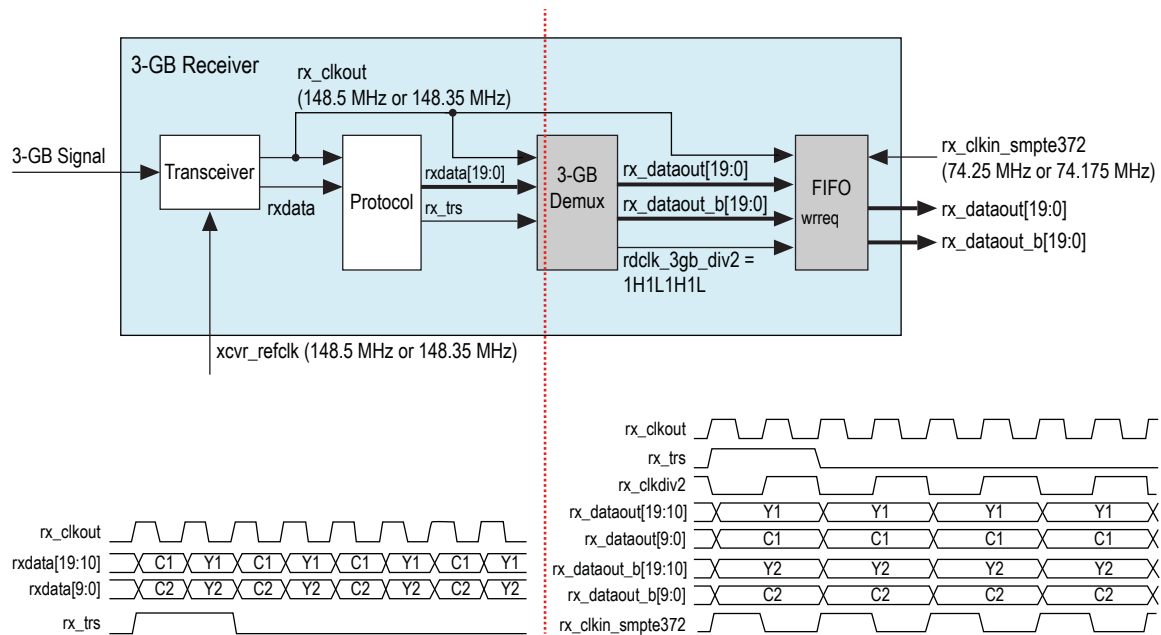 3-GB Receiver
rx_clkout
(148.5 MHz or 148.35 MHz)
3-GB Signal
Transceiver
rxdata
Protocol
rxdata[19:0]
rx_trs
3-GB
Demux
rx_dataout[19:0]
rx_dataout_b[19:0]
rdclk_3gb_div2 =
1H1L1H1L
FIFO
wrreq
rx_clkin_smpte372
(74.25 MHz or 74.175 MHz)
rx_dataout[19:0]
rx_dataout_b[19:0]
xcvr_refclk (148.5 MHz or 148.35 MHz)
rx_clkout
rxdata[19:10] C1 Y1 C1 Y1 C1 Y1 C1 Y1
rxdata[9:0] C2 Y2 C2 Y2 C2 Y2 C2 Y2
rx_trs
rx_clkout
rx_trs
rx_clkdiv2
rx_dataout[19:10] Y1 Y1 Y1 Y1
rx_dataout[9:0] C1 C1 C1 C1
rx_dataout_b[19:10] Y2 Y2 Y2 Y2
rx_dataout_b[9:0] C2 C2 C2 C2
rx_clkin_smpte372